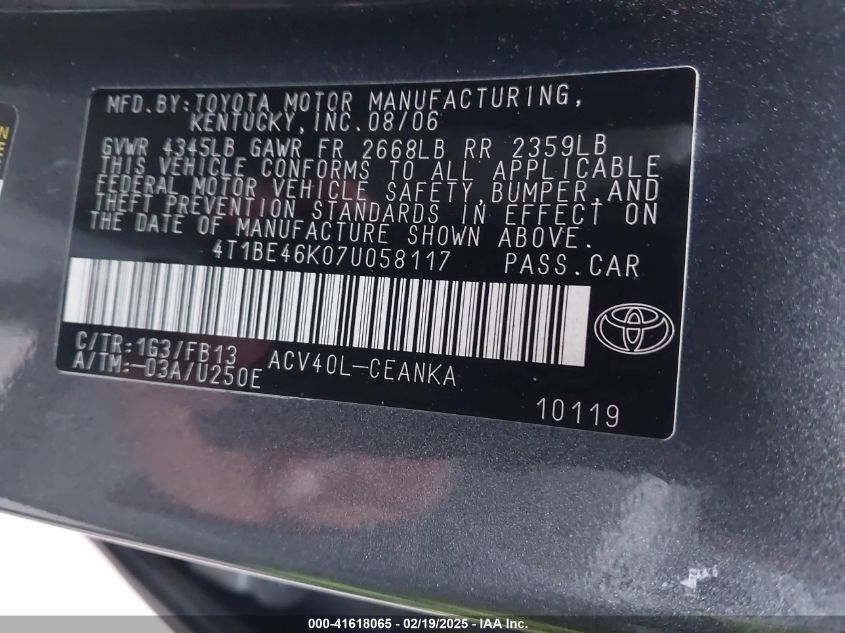 MFD.BY:TOYOTA MOTOR MANUFACTURING,
KENTUCKY,INC.08/06
GVWR 4345LB GAWR FR 2668LB RR 2359LB
THIS VEHICLE CONFORMS TO ALL APPLICABLE
FEDERAL MOTOR VEHICLE SAFETY,BUMPER,AND
THEFT PREVENTION STANDARDS IN EFFECT ON
THE DATE OF MANUFACTURE SHOWN ABOVE.
4T1BE46K07U058117 PASS.CAR
C/TR:1G3/FB13 ACV40L-CEANKA
A/TM:-03A/U250E
10119
000-41618065 - 02/19/2025 - IAA Inc.